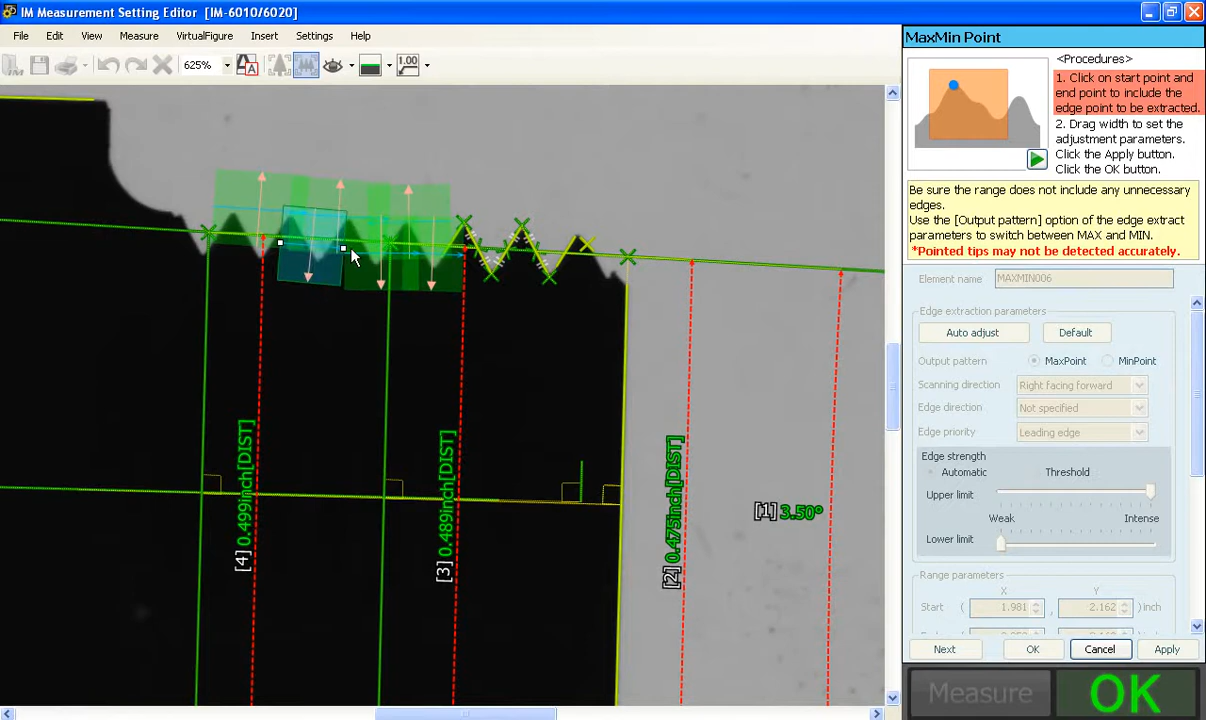 IM Measurement Setting Editor [IM-6010/6020]
File Edit View Measure VirtualFigure Insert Settings Help
625% 1.00
[4] 0.499inch[DIST]
[3] 0.489inch[DIST]
[2] 0.475inch[DIST]
[1] 3.50°
MaxMin Point
<Procedures>
1. Click on start point and
end point to include the
edge point to be extracted.
2. Drag width to set the
adjustment parameters.
Click the Apply button.
Click the OK button.
Be sure the range does not include any unnecessary
edges.
Use the [Output pattern] option of the edge extract
parameters to switch between MAX and MIN.
*Pointed tips may not be detected accurately.
Element name MAXMIN006
Edge extraction parameters
Auto adjust Default
Output pattern MaxPoint MinPoint
Scanning direction Right facing forward
Edge direction Not specified
Edge priority Leading edge
Edge strength
Automatic Threshold
Upper limit
Weak Intense
Lower limit
Range parameters
X Y
Start ( 1.981 , 2.162 )inch
Next OK Cancel Apply
Measure OK